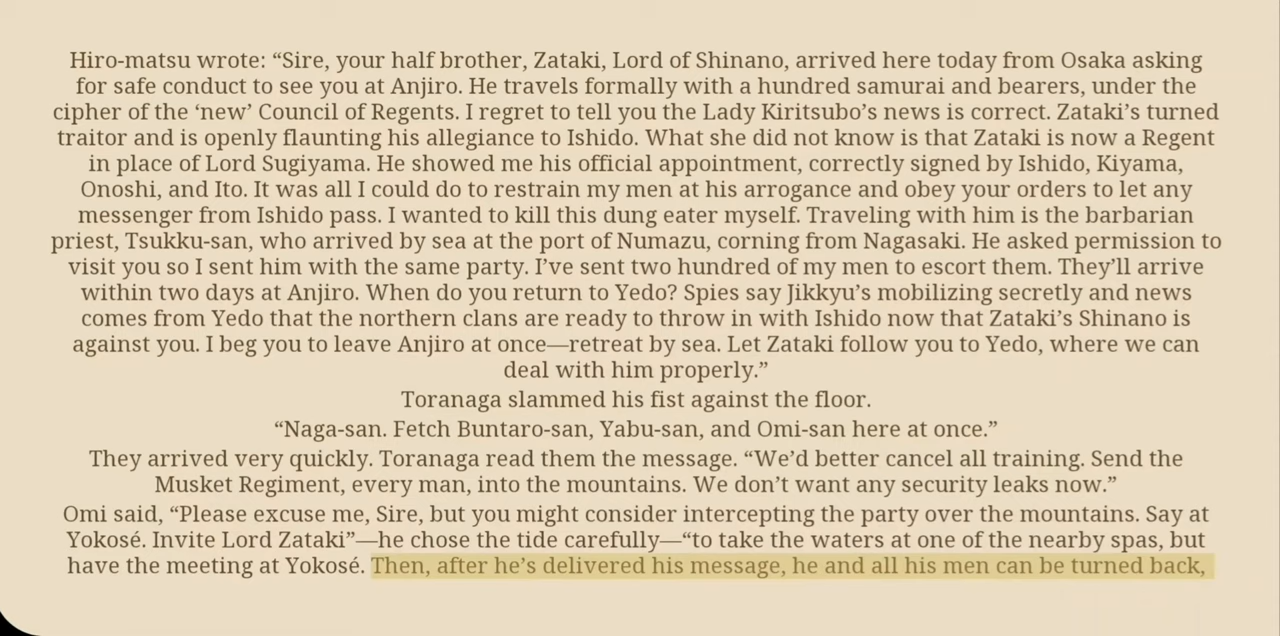 Hiro-matsu wrote: “Sire, your half brother, Zataki, Lord of Shinano, arrived here today from Osaka asking
for safe conduct to see you at Anjiro. He travels formally with a hundred samurai and bearers, under the
cipher of the ‘new’ Council of Regents. I regret to tell you the Lady Kiritsubo’s news is correct. Zataki’s turned
traitor and is openly flaunting his allegiance to Ishido. What she did not know is that Zataki is now a Regent
in place of Lord Sugiyama. He showed me his official appointment, correctly signed by Ishido, Kiyama,
Onoshi, and Ito. It was all I could do to restrain my men at his arrogance and obey your orders to let any
messenger from Ishido pass. I wanted to kill this dung eater myself. Traveling with him is the barbarian
priest, Tsukku-san, who arrived by sea at the port of Numazu, corning from Nagasaki. He asked permission to
visit you so I sent him with the same party. I’ve sent two hundred of my men to escort them. They’ll arrive
within two days at Anjiro. When do you return to Yedo? Spies say Jikkyu’s mobilizing secretly and news
comes from Yedo that the northern clans are ready to throw in with Ishido now that Zataki’s Shinano is
against you. I beg you to leave Anjiro at once—retreat by sea. Let Zataki follow you to Yedo, where we can
deal with him properly.”
Toranaga slammed his fist against the floor.
“Naga-san. Fetch Buntaro-san, Yabu-san, and Omi-san here at once.”
They arrived very quickly. Toranaga read them the message. “We’d better cancel all training. Send the
Musket Regiment, every man, into the mountains. We don’t want any security leaks now.”
Omi said, “Please excuse me, Sire, but you might consider intercepting the party over the mountains. Say at
Yokosé. Invite Lord Zataki”—he chose the tide carefully—“to take the waters at one of the nearby spas, but
have the meeting at Yokosé. Then, after he’s delivered his message, he and all his men can be turned back,